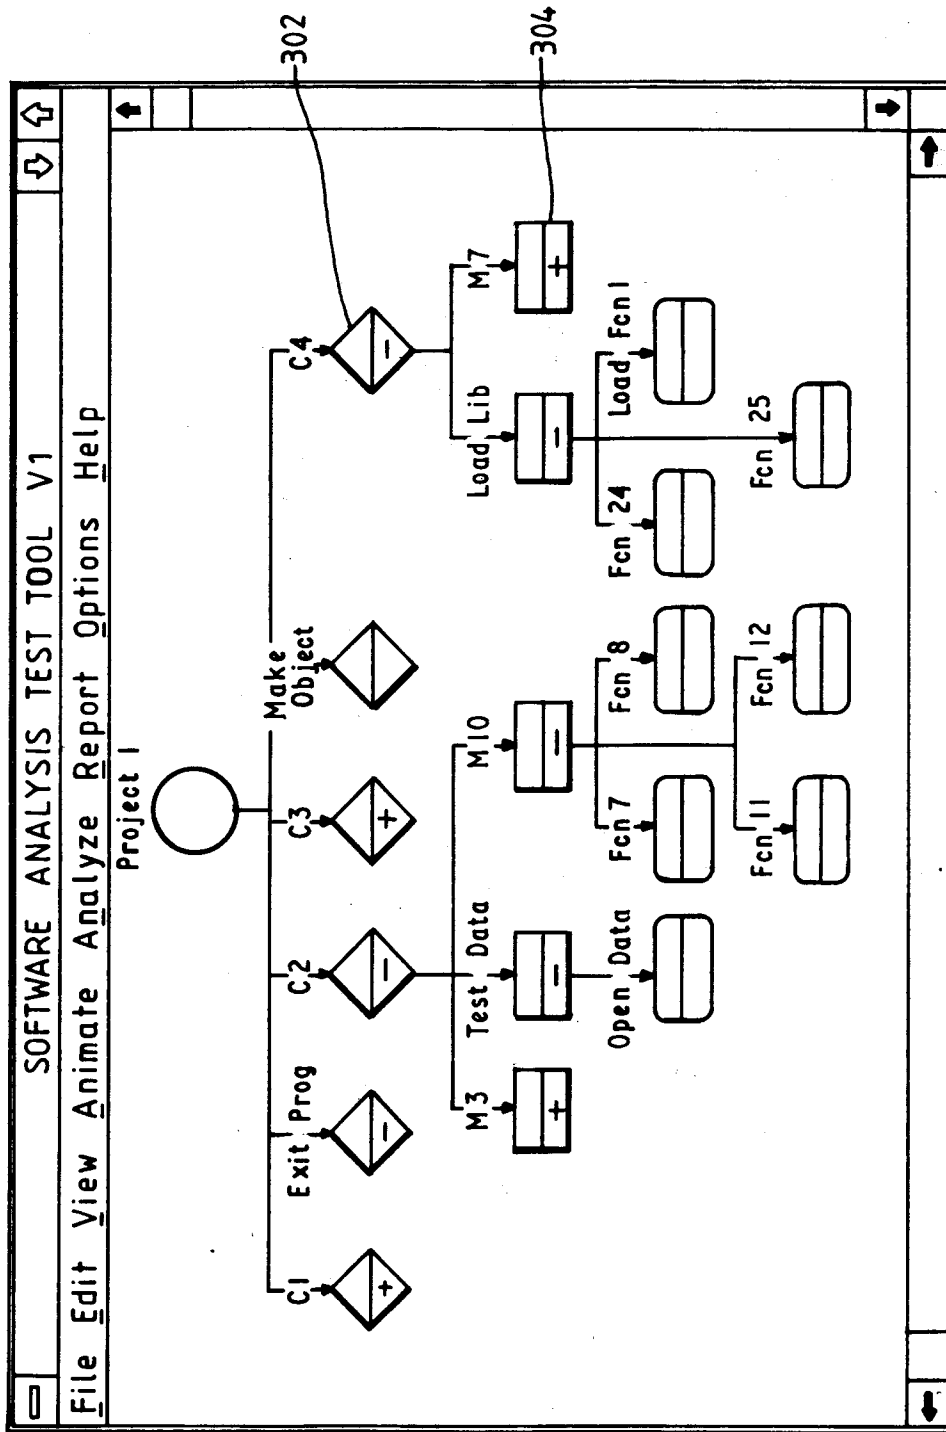 SOFTWARE ANALYSIS TEST TOOL V1
File Edit View Animate Analyze Report Options Help
Project 1
C1
Exit Prog
C2
C3
Make
Object
C4
302
+
-
-
+
-
M3
Test Data
M10
Load Lib
M7
304
+
-
-
-
+
Open Data
Fcn 7
Fcn 8
Fcn 24
Load Fcn1
Fcn 11
Fcn 12
Fcn 25